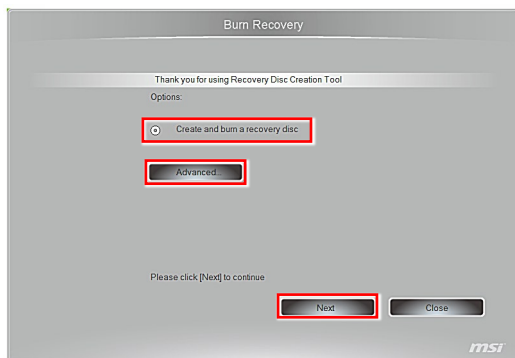 Burn Recovery
Thank you for using Recovery Disc Creation Tool
Options:
Create and burn a recovery disc
Advanced...
Please click [Next] to continue
Next Close
msi